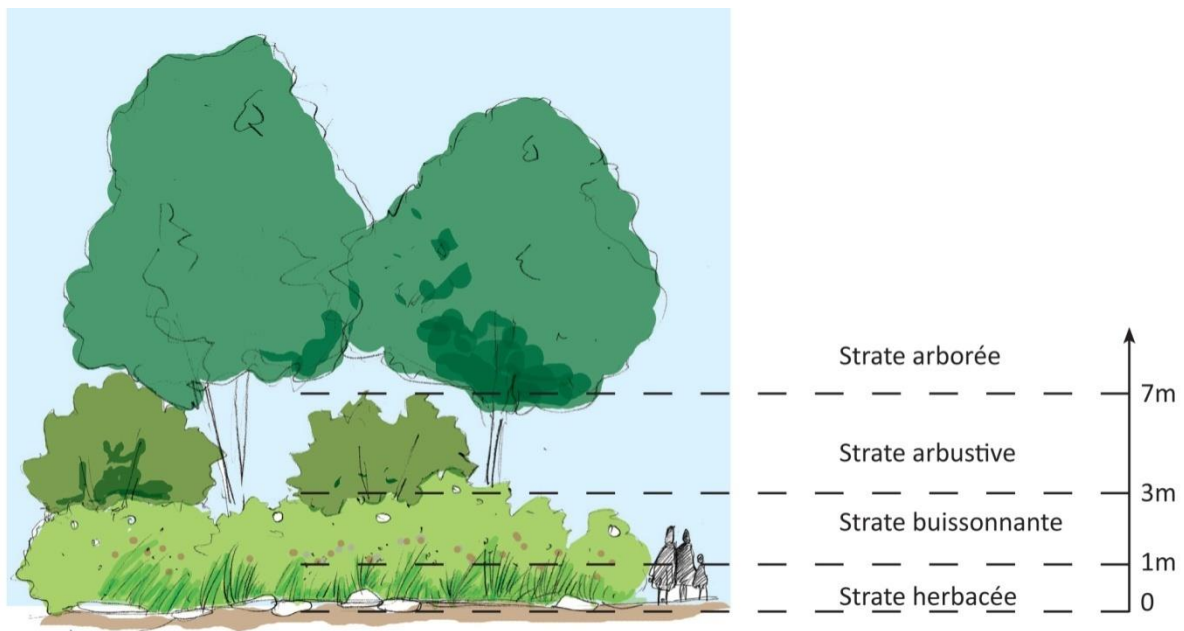 Strate arborée
7m
Strate arbustive
3m
Strate buissonnante
1m
Strate herbacée
0